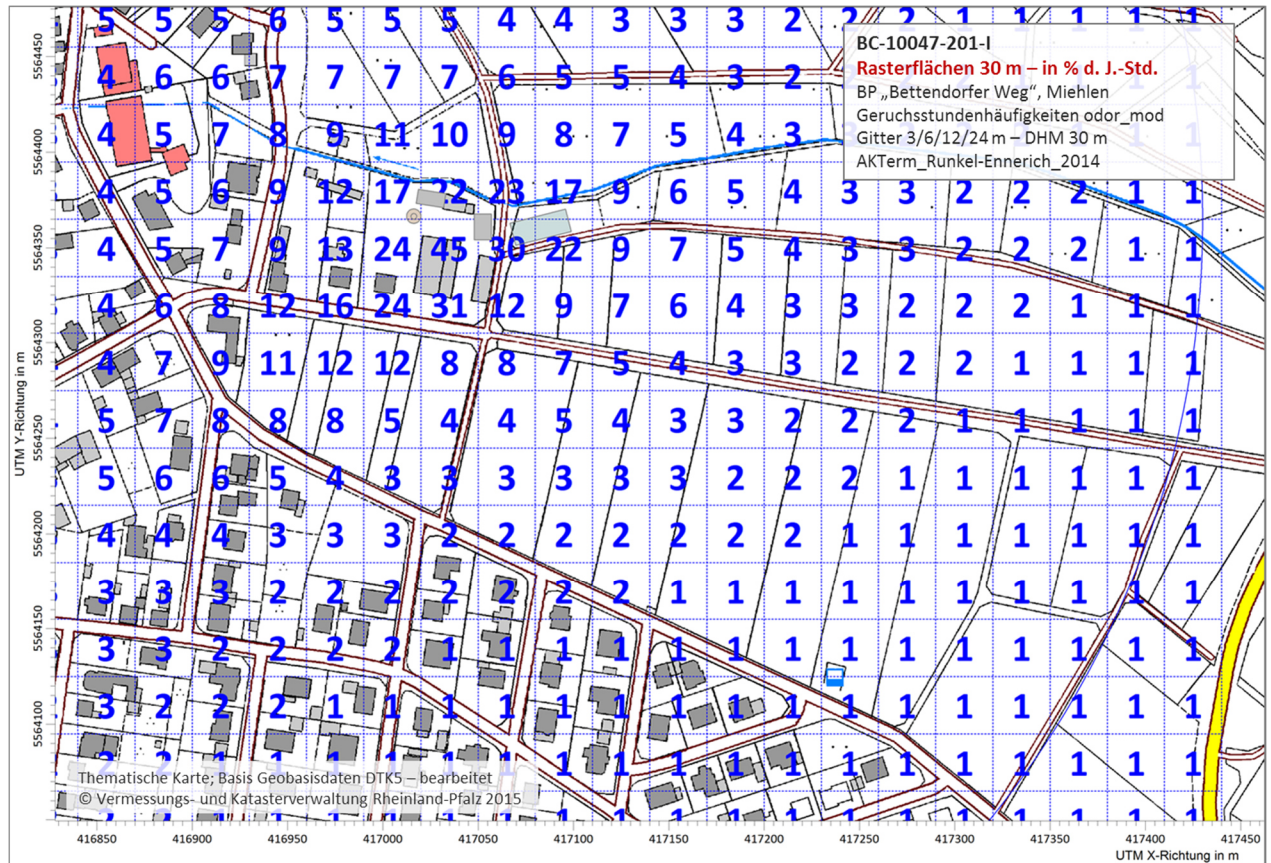 5 5 5 6 5 5 5 4 4 3 3 3 2 2 2 1 1 1 1 1
BC-10047-201-I
Rasterflächen 30 m – in % d. J.-Std.
BP „Bettendorfer Weg“, Miehlen
Geruchsstundenhäufigkeiten odor_mod
Gitter 3/6/12/24 m – DHM 30 m
AKTerm_Runkel-Ennerich_2014
4 6 6 7 7 7 7 6 5 5 4 3 2
4 5 7 8 9 11 10 9 8 7 5 4 3
4 5 6 9 12 17 22 23 17 9 6 5 4 3 3 2 2 2 1 1
4 5 7 9 13 24 45 30 22 9 7 5 4 3 3 2 2 2 1 1
4 6 8 12 16 24 31 12 9 7 6 4 3 3 2 2 2 1 1 1
4 7 9 11 12 12 8 8 7 5 4 3 3 2 2 2 1 1 1 1
5 7 8 8 8 5 4 4 5 4 3 3 2 2 2 1 1 1 1 1
5 6 6 5 4 3 3 3 3 3 3 2 2 2 1 1 1 1 1 1
4 4 4 3 3 3 2 2 2 2 2 2 2 1 1 1 1 1 1 1
3 3 3 2 2 2 2 2 2 2 1 1 1 1 1 1 1 1 1 1
3 3 2 2 2 2 1 1 1 1 1 1 1 1 1 1 1 1 1 1
3 2 2 2 1 1 1 1 1 1 1 1 1 1 1 1 1 1 1 1
2 2 1 1 1 1 1 1 1 1 1 1 1 1 1 1 1 1 1 1
Thematische Karte; Basis Geobasisdaten DTK5 – bearbeitet
© Vermessungs- und Katasterverwaltung Rheinland-Pfalz 2015
UTM Y-Richtung in m
5564450
5564400
5564350
5564300
5564250
5564200
5564150
5564100
416850 416900 416950 417000 417050 417100 417150 417200 417250 417300 417350 417400 417450
UTM X-Richtung in m